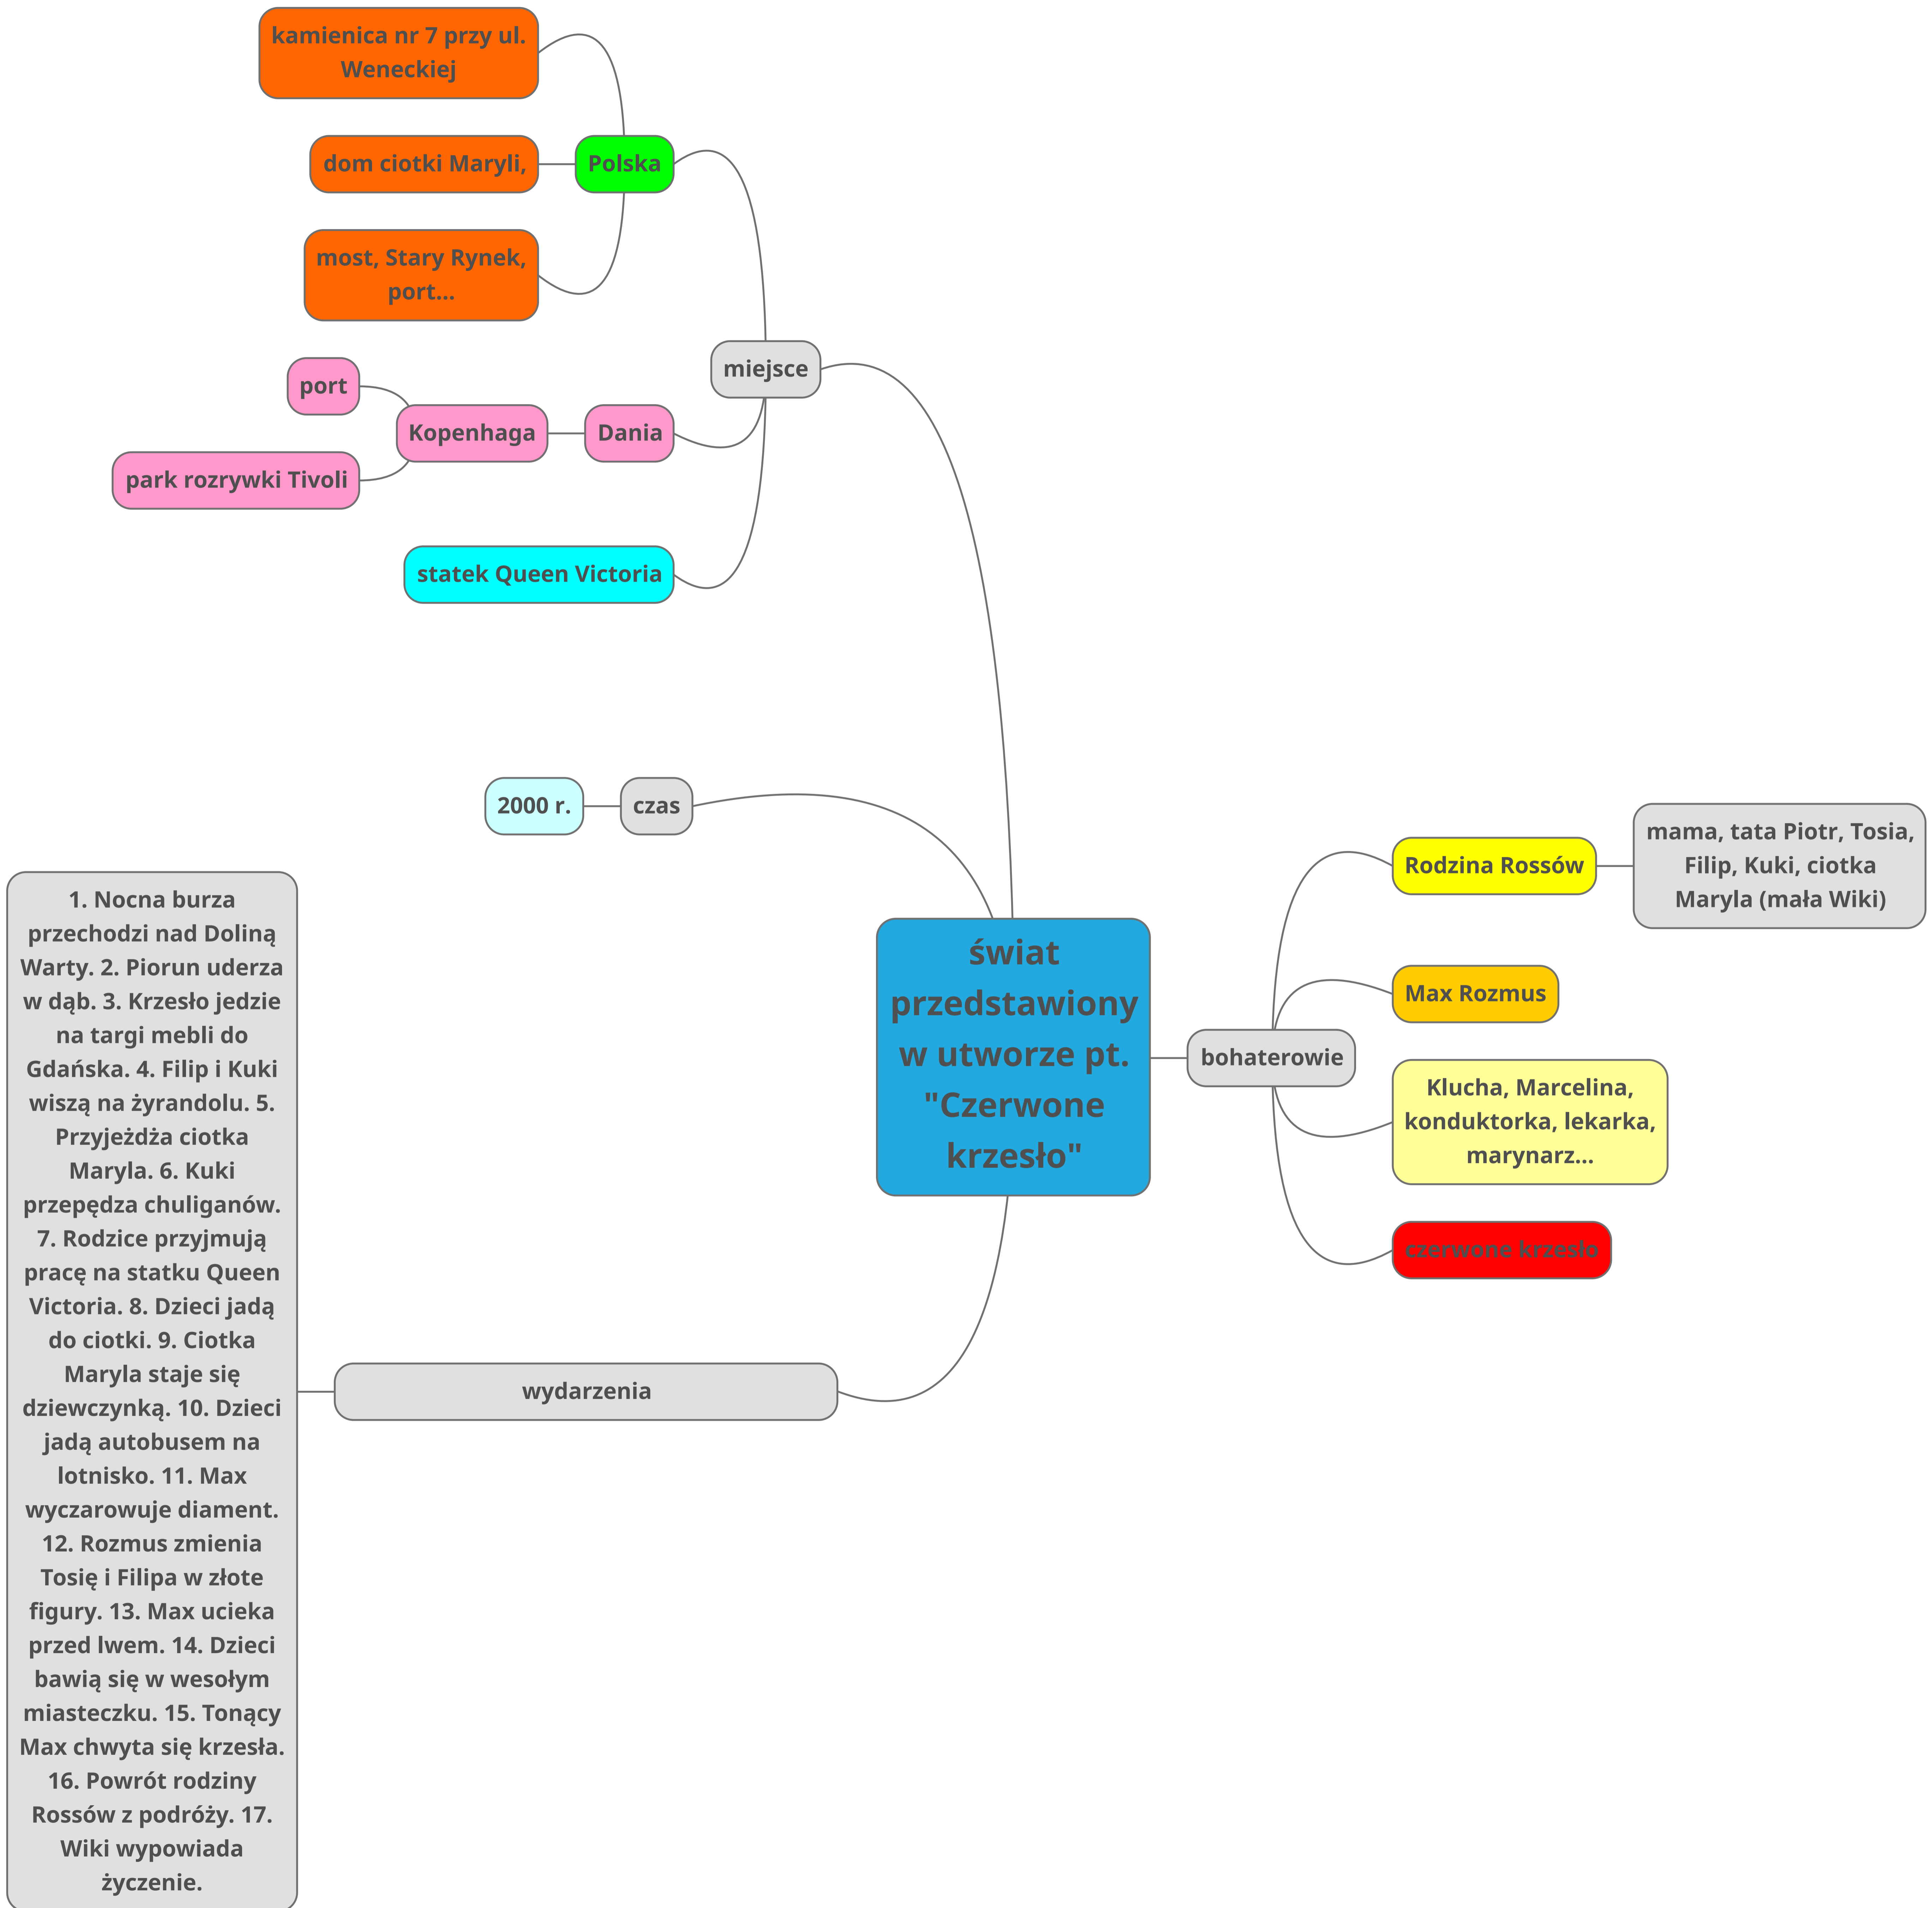 kamienica nr 7 przy ul.
Weneckiej
dom ciotki Maryli,
Polska
most, Stary Rynek,
port...
miejsce
port
Kopenhaga
Dania
park rozrywki Tivoli
statek Queen Victoria
2000 r.
czas
1. Nocna burza
przechodzi nad Doliną
Warty. 2. Piorun uderza
w dąb. 3. Krzesło jedzie
na targi mebli do
Gdańska. 4. Filip i Kuki
wiszą na żyrandolu. 5.
Przyjeżdża ciotka
Maryla. 6. Kuki
przepędza chuliganów.
7. Rodzice przyjmują
pracę na statku Queen
Victoria. 8. Dzieci jadą
do ciotki. 9. Ciotka
Maryla staje się
dziewczynką. 10. Dzieci
jadą autobusem na
lotnisko. 11. Max
wyczarowuje diament.
12. Rozmus zmienia
Tosię i Filipa w złote
figury. 13. Max ucieka
przed lwem. 14. Dzieci
bawią się w wesołym
miasteczku. 15. Tonący
Max chwyta się krzesła.
16. Powrót rodziny
Rossów z podróży. 17.
Wiki wypowiada
życzenie.
wydarzenia
świat
przedstawiony
w utworze pt.
"Czerwone
krzesło"
bohaterowie
Rodzina Rossów
mama, tata Piotr, Tosia,
Filip, Kuki, ciotka
Maryla (mała Wiki)
Max Rozmus
Klucha, Marcelina,
konduktorka, lekarka,
marynarz...
czerwone krzesło